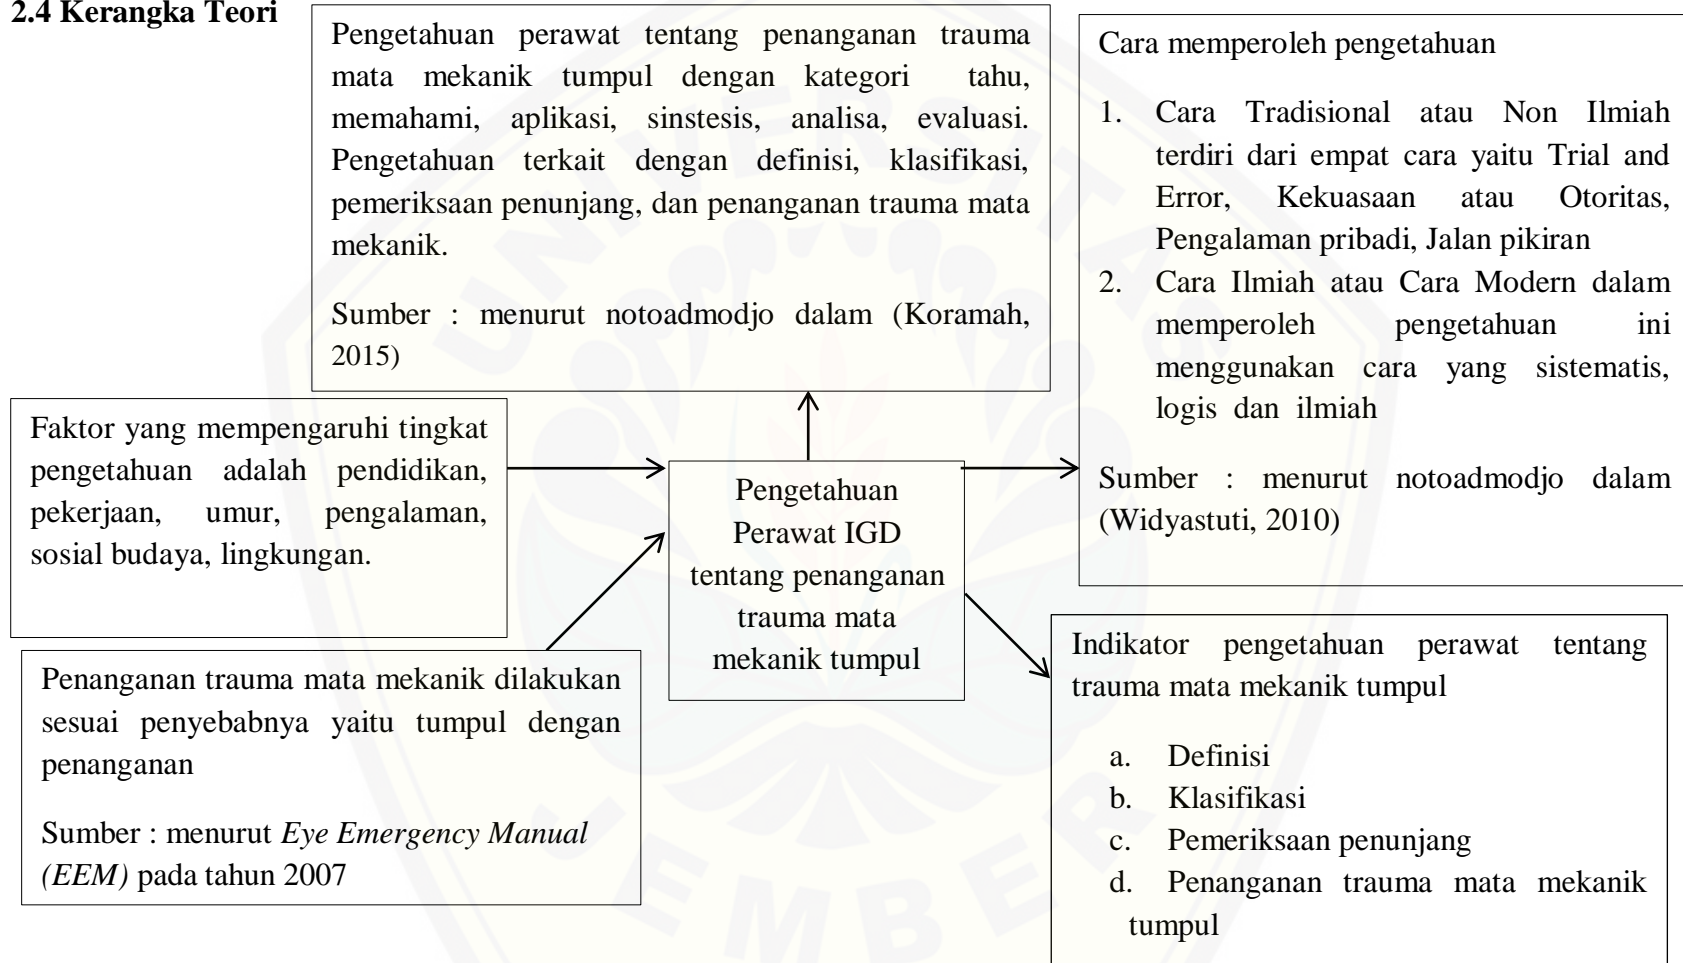 2.4 Kerangka Teori
Pengetahuan perawat tentang penanganan trauma
mata mekanik tumpul dengan kategori tahu,
memahami, aplikasi, sinstesis, analisa, evaluasi.
Pengetahuan terkait dengan definisi, klasifikasi,
pemeriksaan penunjang, dan penanganan trauma mata
mekanik.
Sumber : menurut notoadmodjo dalam (Koramah,
2015)
Cara memperoleh pengetahuan
1. Cara Tradisional atau Non Ilmiah
terdiri dari empat cara yaitu Trial and
Error, Kekuasaan atau Otoritas,
Pengalaman pribadi, Jalan pikiran
2. Cara Ilmiah atau Cara Modern dalam
memperoleh pengetahuan ini
menggunakan cara yang sistematis,
logis dan ilmiah
Sumber : menurut notoadmodjo dalam
(Widyastuti, 2010)
Faktor yang mempengaruhi tingkat
pengetahuan adalah pendidikan,
pekerjaan, umur, pengalaman,
sosial budaya, lingkungan.
Pengetahuan
Perawat IGD
tentang penanganan
trauma mata
mekanik tumpul
Penanganan trauma mata mekanik dilakukan
sesuai penyebabnya yaitu tumpul dengan
penanganan
Sumber : menurut Eye Emergency Manual
(EEM) pada tahun 2007
Indikator pengetahuan perawat tentang
trauma mata mekanik tumpul
a. Definisi
b. Klasifikasi
c. Pemeriksaan penunjang
d. Penanganan trauma mata mekanik
tumpul
UNIVERSITAS
JEMBER